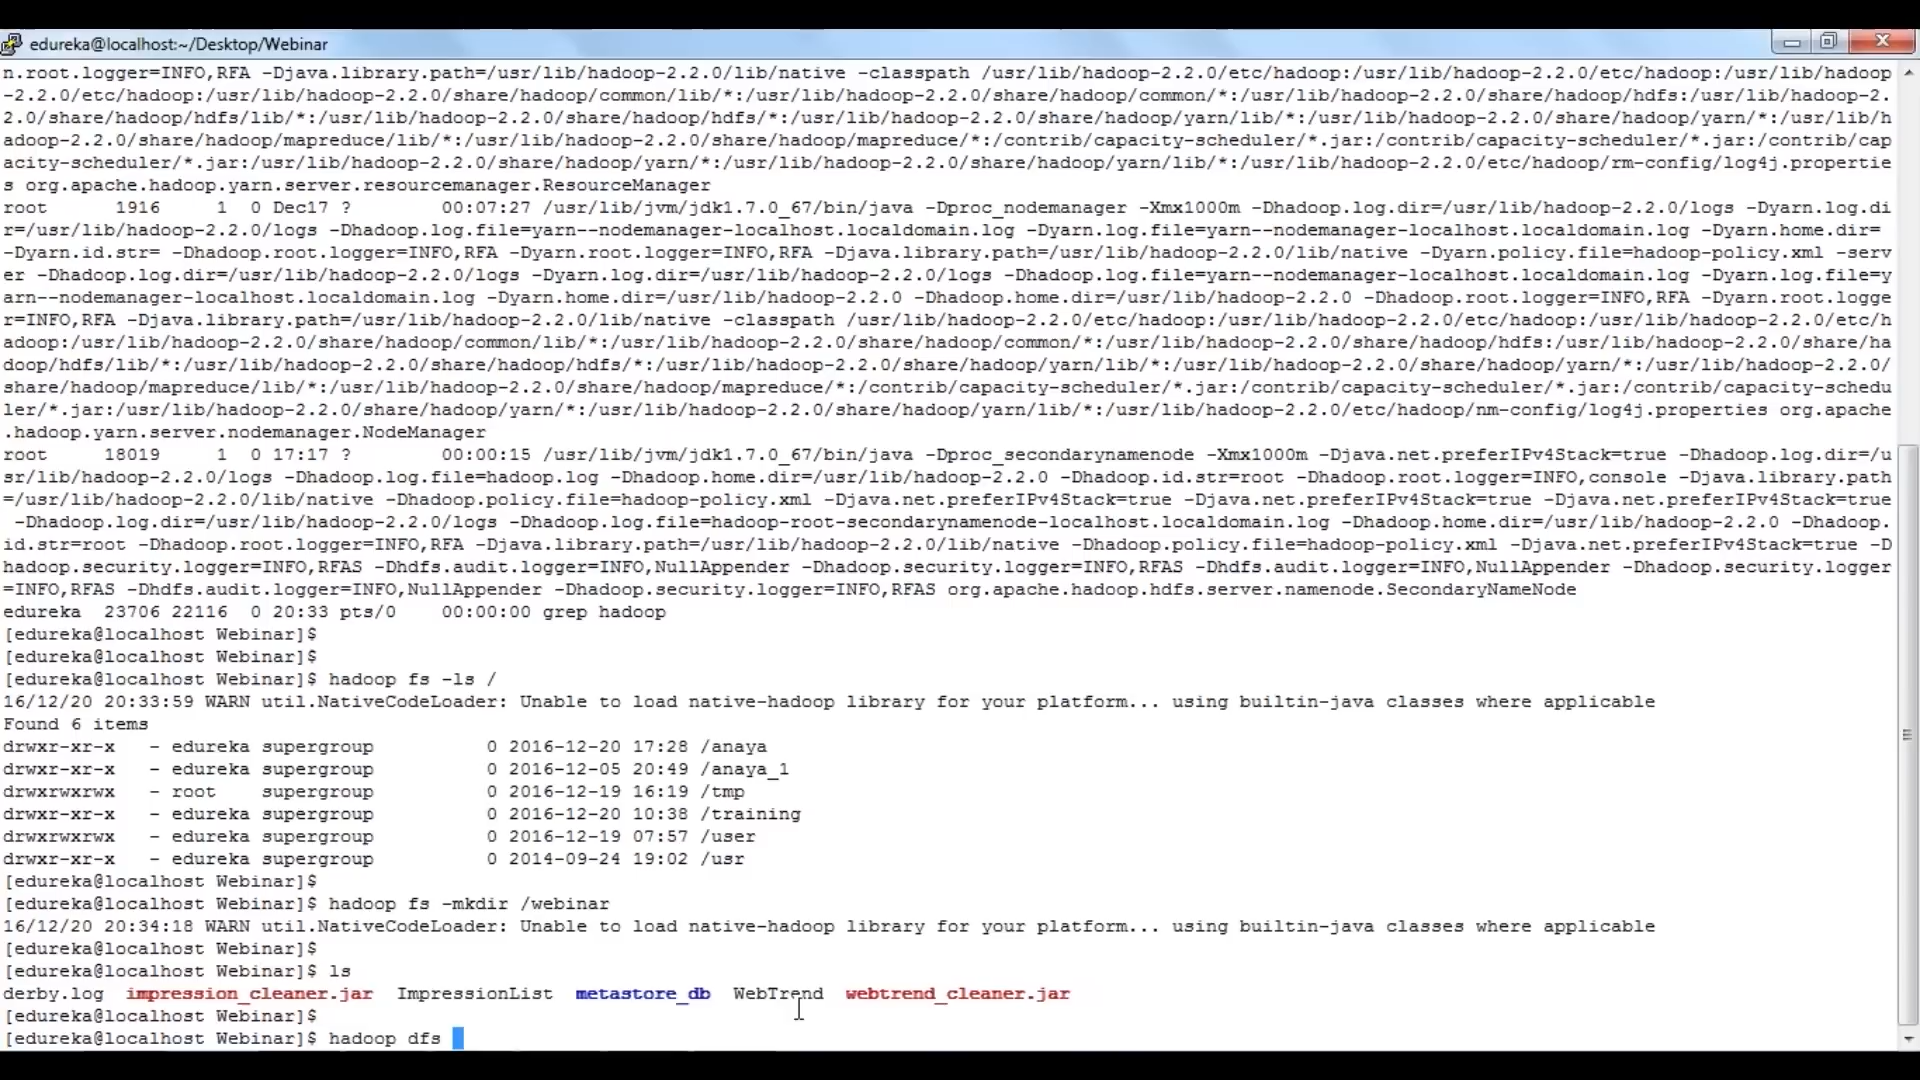 edureka@localhost:~/Desktop/Webinar
n.root.logger=INFO,RFA -Djava.library.path=/usr/lib/hadoop-2.2.0/lib/native -classpath /usr/lib/hadoop-2.2.0/etc/hadoop:/usr/lib/hadoop-2.2.0/etc/hadoop:/usr/lib/hadoop
-2.2.0/etc/hadoop:/usr/lib/hadoop-2.2.0/share/hadoop/common/lib/*:/usr/lib/hadoop-2.2.0/share/hadoop/common/*:/usr/lib/hadoop-2.2.0/share/hadoop/hdfs:/usr/lib/hadoop-2.
2.0/share/hadoop/hdfs/lib/*:/usr/lib/hadoop-2.2.0/share/hadoop/hdfs/*:/usr/lib/hadoop-2.2.0/share/hadoop/yarn/lib/*:/usr/lib/hadoop-2.2.0/share/hadoop/yarn/*:/usr/lib/h
adoop-2.2.0/share/hadoop/mapreduce/lib/*:/usr/lib/hadoop-2.2.0/share/hadoop/mapreduce/*:/contrib/capacity-scheduler/*.jar:/contrib/capacity-scheduler/*.jar:/contrib/cap
acity-scheduler/*.jar:/usr/lib/hadoop-2.2.0/share/hadoop/yarn/*:/usr/lib/hadoop-2.2.0/share/hadoop/yarn/lib/*:/usr/lib/hadoop-2.2.0/etc/hadoop/rm-config/log4j.propertie
s org.apache.hadoop.yarn.server.resourcemanager.ResourceManager
root      1916     1  0 Dec17 ?        00:07:27 /usr/lib/jvm/jdk1.7.0_67/bin/java -Dproc_nodemanager -Xmx1000m -Dhadoop.log.dir=/usr/lib/hadoop-2.2.0/logs -Dyarn.log.di
r=/usr/lib/hadoop-2.2.0/logs -Dhadoop.log.file=yarn--nodemanager-localhost.localdomain.log -Dyarn.log.file=yarn--nodemanager-localhost.localdomain.log -Dyarn.home.dir=
-Dyarn.id.str= -Dhadoop.root.logger=INFO,RFA -Dyarn.root.logger=INFO,RFA -Djava.library.path=/usr/lib/hadoop-2.2.0/lib/native -Dyarn.policy.file=hadoop-policy.xml -serv
er -Dhadoop.log.dir=/usr/lib/hadoop-2.2.0/logs -Dyarn.log.dir=/usr/lib/hadoop-2.2.0/logs -Dhadoop.log.file=yarn--nodemanager-localhost.localdomain.log -Dyarn.log.file=y
arn--nodemanager-localhost.localdomain.log -Dyarn.home.dir=/usr/lib/hadoop-2.2.0 -Dhadoop.home.dir=/usr/lib/hadoop-2.2.0 -Dhadoop.root.logger=INFO,RFA -Dyarn.root.logge
r=INFO,RFA -Djava.library.path=/usr/lib/hadoop-2.2.0/lib/native -classpath /usr/lib/hadoop-2.2.0/etc/hadoop:/usr/lib/hadoop-2.2.0/etc/hadoop:/usr/lib/hadoop-2.2.0/etc/h
adoop:/usr/lib/hadoop-2.2.0/share/hadoop/common/lib/*:/usr/lib/hadoop-2.2.0/share/hadoop/common/*:/usr/lib/hadoop-2.2.0/share/hadoop/hdfs:/usr/lib/hadoop-2.2.0/share/ha
doop/hdfs/lib/*:/usr/lib/hadoop-2.2.0/share/hadoop/hdfs/*:/usr/lib/hadoop-2.2.0/share/hadoop/yarn/lib/*:/usr/lib/hadoop-2.2.0/share/hadoop/yarn/*:/usr/lib/hadoop-2.2.0/
share/hadoop/mapreduce/lib/*:/usr/lib/hadoop-2.2.0/share/hadoop/mapreduce/*:/contrib/capacity-scheduler/*.jar:/contrib/capacity-scheduler/*.jar:/contrib/capacity-schedu
ler/*.jar:/usr/lib/hadoop-2.2.0/share/hadoop/yarn/*:/usr/lib/hadoop-2.2.0/share/hadoop/yarn/lib/*:/usr/lib/hadoop-2.2.0/etc/hadoop/nm-config/log4j.properties org.apache
.hadoop.yarn.server.nodemanager.NodeManager
root     18019     1  0 17:17 ?        00:00:15 /usr/lib/jvm/jdk1.7.0_67/bin/java -Dproc_secondarynamenode -Xmx1000m -Djava.net.preferIPv4Stack=true -Dhadoop.log.dir=/u
sr/lib/hadoop-2.2.0/logs -Dhadoop.log.file=hadoop.log -Dhadoop.home.dir=/usr/lib/hadoop-2.2.0 -Dhadoop.id.str=root -Dhadoop.root.logger=INFO,console -Djava.library.path
=/usr/lib/hadoop-2.2.0/lib/native -Dhadoop.policy.file=hadoop-policy.xml -Djava.net.preferIPv4Stack=true -Djava.net.preferIPv4Stack=true -Djava.net.preferIPv4Stack=true
 -Dhadoop.log.dir=/usr/lib/hadoop-2.2.0/logs -Dhadoop.log.file=hadoop-root-secondarynamenode-localhost.localdomain.log -Dhadoop.home.dir=/usr/lib/hadoop-2.2.0 -Dhadoop.
id.str=root -Dhadoop.root.logger=INFO,RFA -Djava.library.path=/usr/lib/hadoop-2.2.0/lib/native -Dhadoop.policy.file=hadoop-policy.xml -Djava.net.preferIPv4Stack=true -D
hadoop.security.logger=INFO,RFAS -Dhdfs.audit.logger=INFO,NullAppender -Dhadoop.security.logger=INFO,RFAS -Dhdfs.audit.logger=INFO,NullAppender -Dhadoop.security.logger
=INFO,RFAS -Dhdfs.audit.logger=INFO,NullAppender -Dhadoop.security.logger=INFO,RFAS org.apache.hadoop.hdfs.server.namenode.SecondaryNameNode
edureka  23706 22116  0 20:33 pts/0    00:00:00 grep hadoop
[edureka@localhost Webinar]$
[edureka@localhost Webinar]$
[edureka@localhost Webinar]$ hadoop fs -ls /
16/12/20 20:33:59 WARN util.NativeCodeLoader: Unable to load native-hadoop library for your platform... using builtin-java classes where applicable
Found 6 items
drwxr-xr-x   - edureka supergroup          0 2016-12-20 17:28 /anaya
drwxr-xr-x   - edureka supergroup          0 2016-12-05 20:49 /anaya_1
drwxrwxrwx   - root    supergroup          0 2016-12-19 16:19 /tmp
drwxr-xr-x   - edureka supergroup          0 2016-12-20 10:38 /training
drwxrwxrwx   - edureka supergroup          0 2016-12-19 07:57 /user
drwxr-xr-x   - edureka supergroup          0 2014-09-24 19:02 /usr
[edureka@localhost Webinar]$
[edureka@localhost Webinar]$ hadoop fs -mkdir /webinar
16/12/20 20:34:18 WARN util.NativeCodeLoader: Unable to load native-hadoop library for your platform... using builtin-java classes where applicable
[edureka@localhost Webinar]$
[edureka@localhost Webinar]$ ls
derby.log  impression_cleaner.jar  ImpressionList  metastore_db  WebTrend  webtrend_cleaner.jar
[edureka@localhost Webinar]$
[edureka@localhost Webinar]$ hadoop dfs